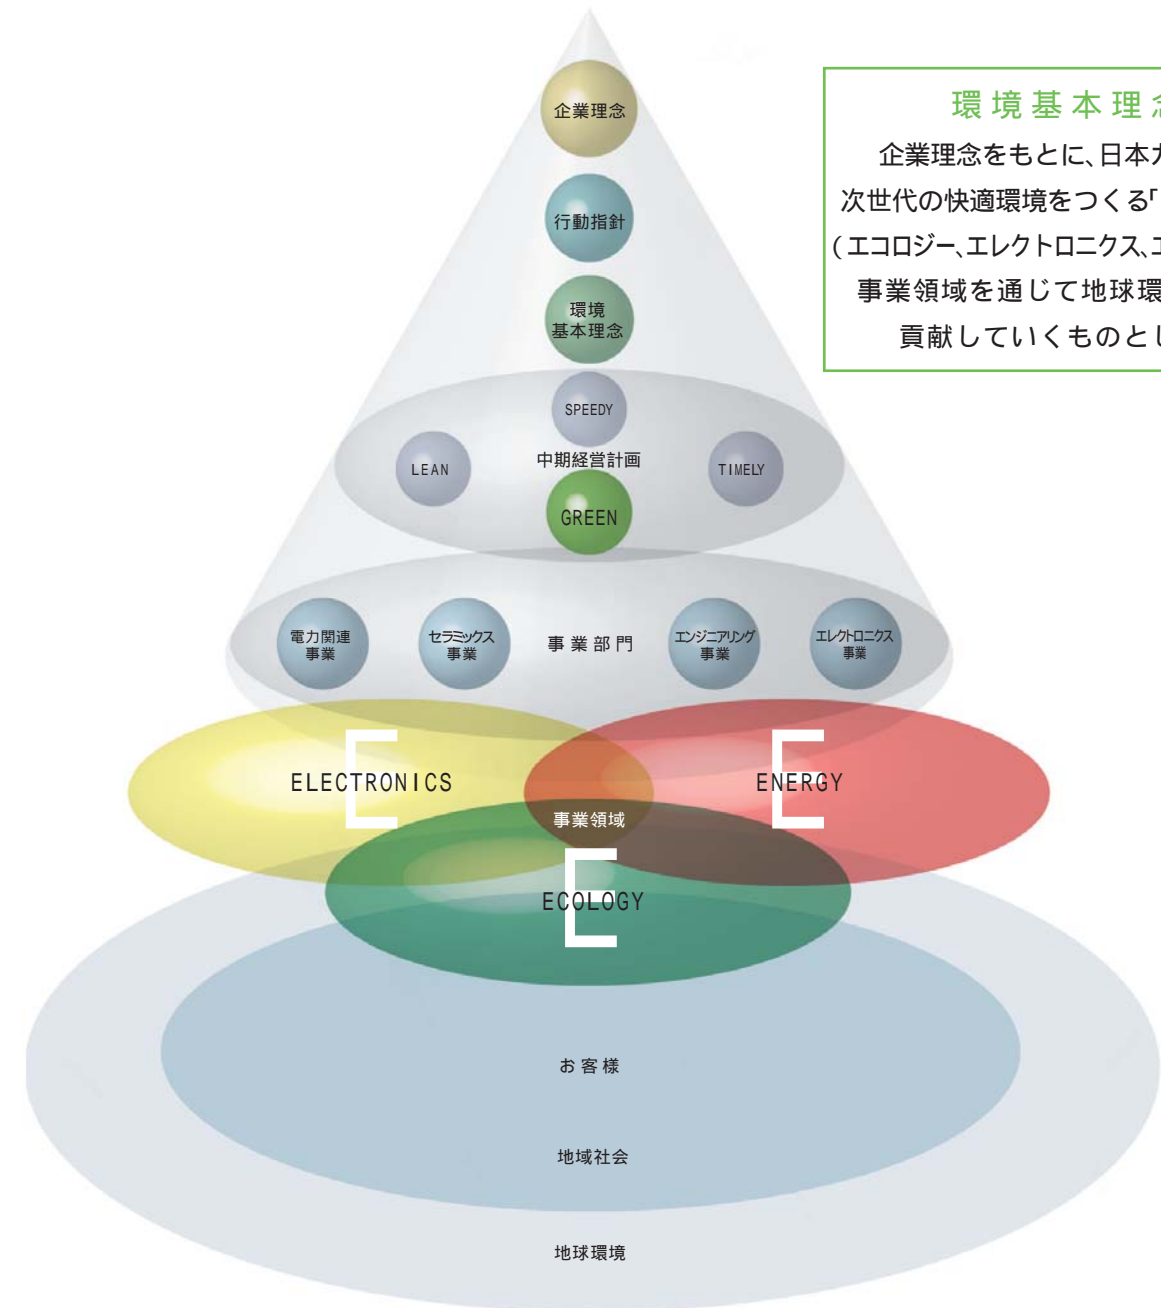 企業理念
行動指針
環境
基本理念
SPEEDY
LEAN
中期経営計画
TIMELY
GREEN
電力関連
事業
セラミックス
事業
事業部門
エンジニアリング
事業
エレクトロニクス
事業
E
ELECTRONICS
E
ENERGY
事業領域
E
ECOLOGY
お客様
地域社会
地球環境
環境基本理
企業理念をもとに、日本
次世代の快適環境をつくる「
(エコロジー、エレクトロニクス、
事業領域を通じて地球環
貢献していくものとし